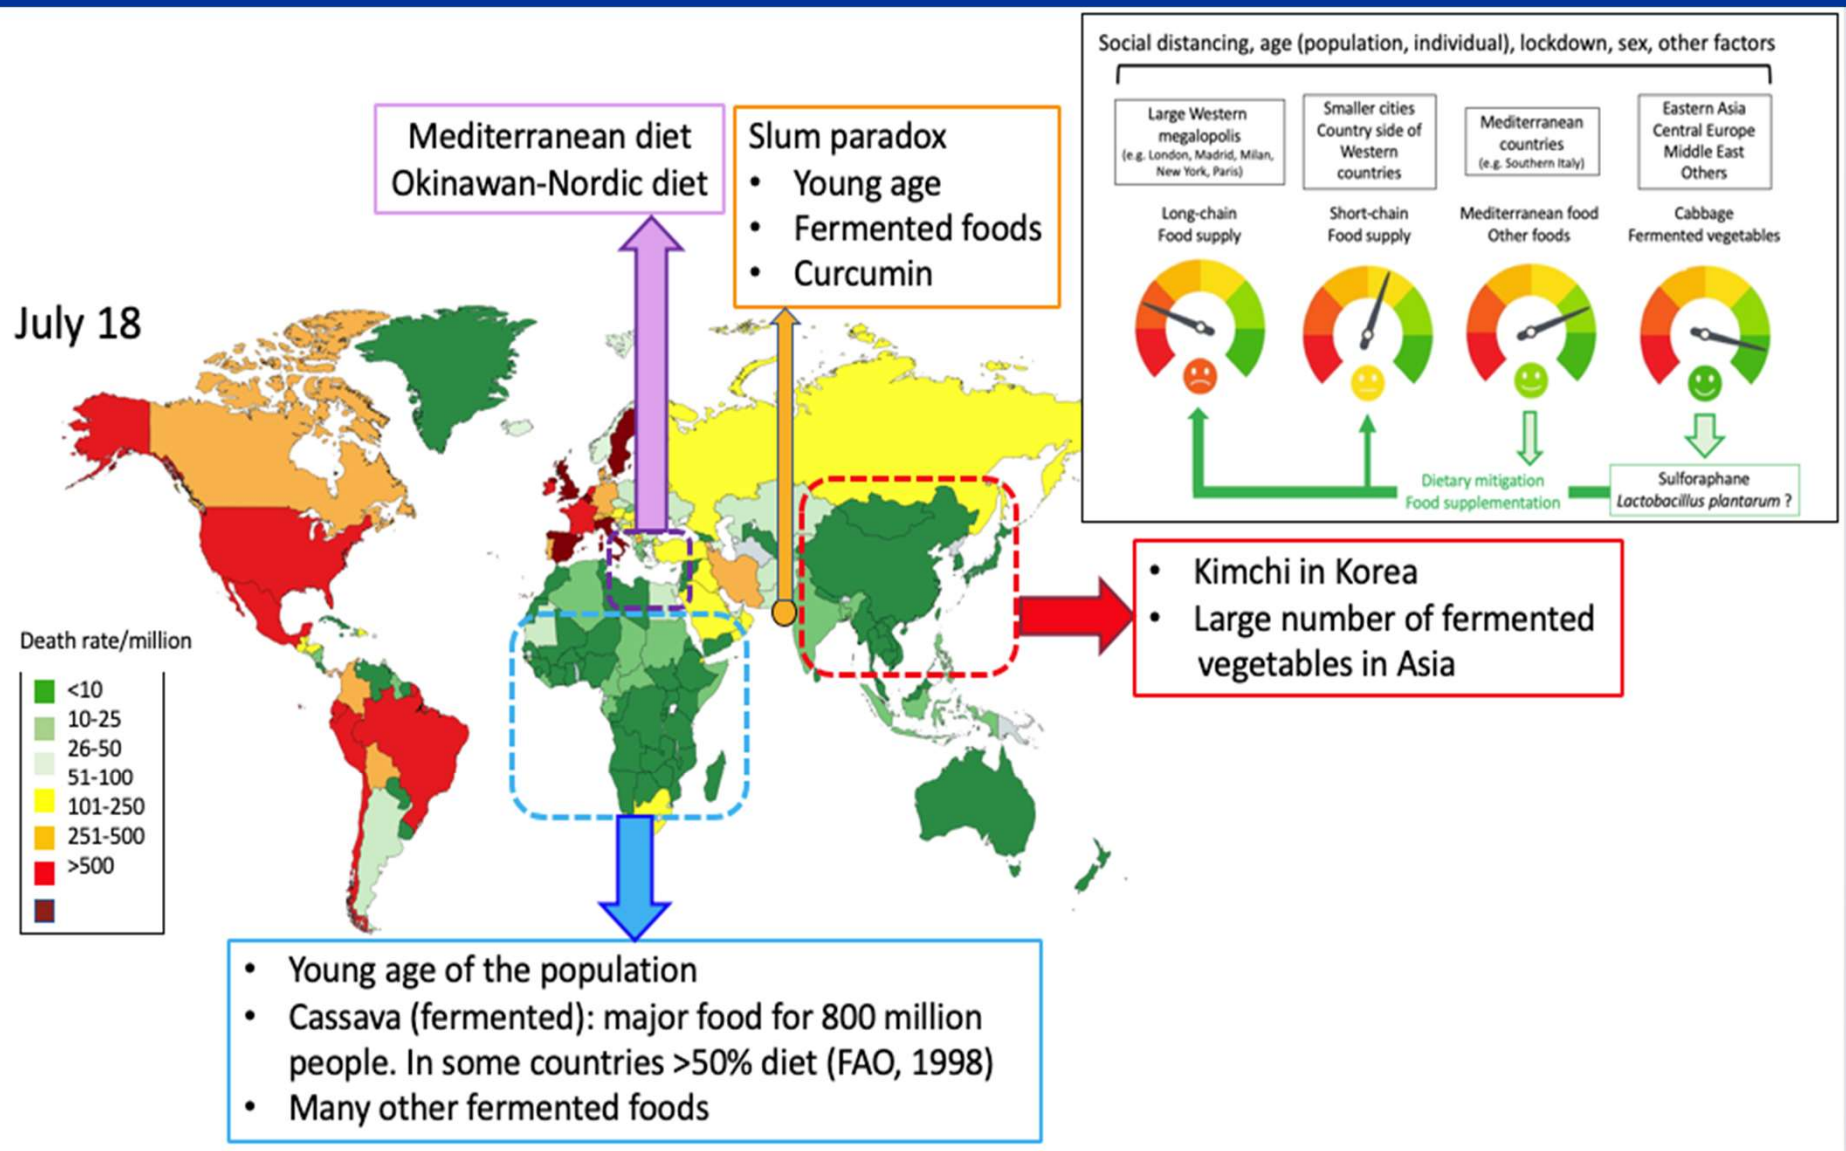 Social distancing, age (population, individual), lockdown, sex, other factors
Large Western
megalopolis
(e.g. London, Madrid, Milan,
New York, Paris)
Smaller cities
Country side of
Western
countries
Mediterranean
countries
(e.g. Southern Italy)
Eastern Asia
Central Europe
Middle East
Others
Long-chain
Food supply
Short-chain
Food supply
Mediterranean food
Other foods
Cabbage
Fermented vegetables
Dietary mitigation
Food supplementation
Sulforaphane
Lactobacillus plantarum ?
Mediterranean diet
Okinawan-Nordic diet
Slum paradox
• Young age
• Fermented foods
• Curcumin
July 18
• Kimchi in Korea
• Large number of fermented
vegetables in Asia
Death rate/million
<10
10-25
26-50
51-100
101-250
251-500
>500
• Young age of the population
• Cassava (fermented): major food for 800 million
people. In some countries >50% diet (FAO, 1998)
• Many other fermented foods